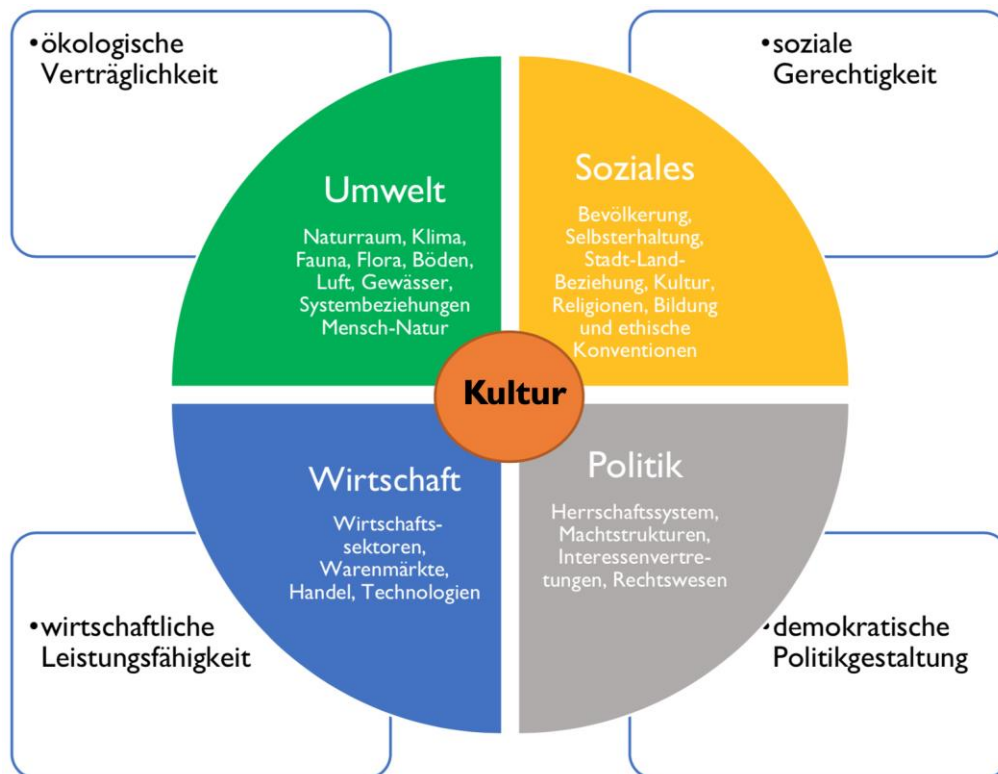 •ökologische
Verträglichkeit
•soziale
Gerechtigkeit
Umwelt
Naturraum, Klima,
Fauna, Flora, Böden,
Luft, Gewässer,
Systembeziehungen
Mensch-Natur
Soziales
Bevölkerung,
Selbsterhaltung,
Stadt-Land-
Beziehung, Kultur,
Religionen, Bildung
und ethische
Konventionen
Kultur
Wirtschaft
Wirtschafts-
sektoren,
Warenmärkte,
Handel, Technologien
Politik
Herrschaftssystem,
Machtstrukturen,
Interessenvertre-
tungen, Rechtswesen
•wirtschaftliche
Leistungsfähigkeit
•demokratische
Politikgestaltung